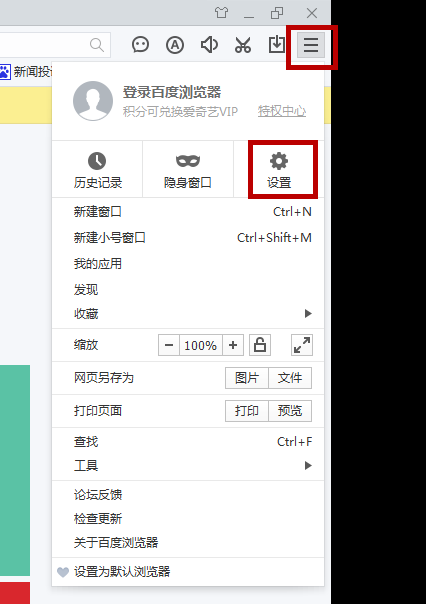 新闻投
登录百度浏览器
积分可兑换爱奇艺VIP 特权中心
历史记录 隐身窗口 设置
新建窗口 Ctrl+N
新建小号窗口 Ctrl+Shift+M
我的应用
发现
收藏
缩放 100%
网页另存为 图片 文件
打印页面 打印 预览
查找 Ctrl+F
工具
论坛反馈
检查更新
关于百度浏览器
设置为默认浏览器